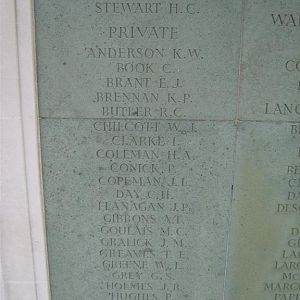 STEWART H.C.
PRIVATE
ANDERSON K.W.
BOOK C.
BRANT E.J.
BRENNAN K.P.
BUTLER R.C.
CHILCOTT W.J.
CLARKE I.
COLEMAN H.A.
CONICK P.
COPEMAN J.L.
DAY C.H.
FLANAGAN J.P.
GIBBONS A.T.
GOULAIS M.C.
GRALICK J.M.
GREAVES T.E.
GREENE W.L.
GREY G.S.
HOLMES J.B.
HUGHES P.